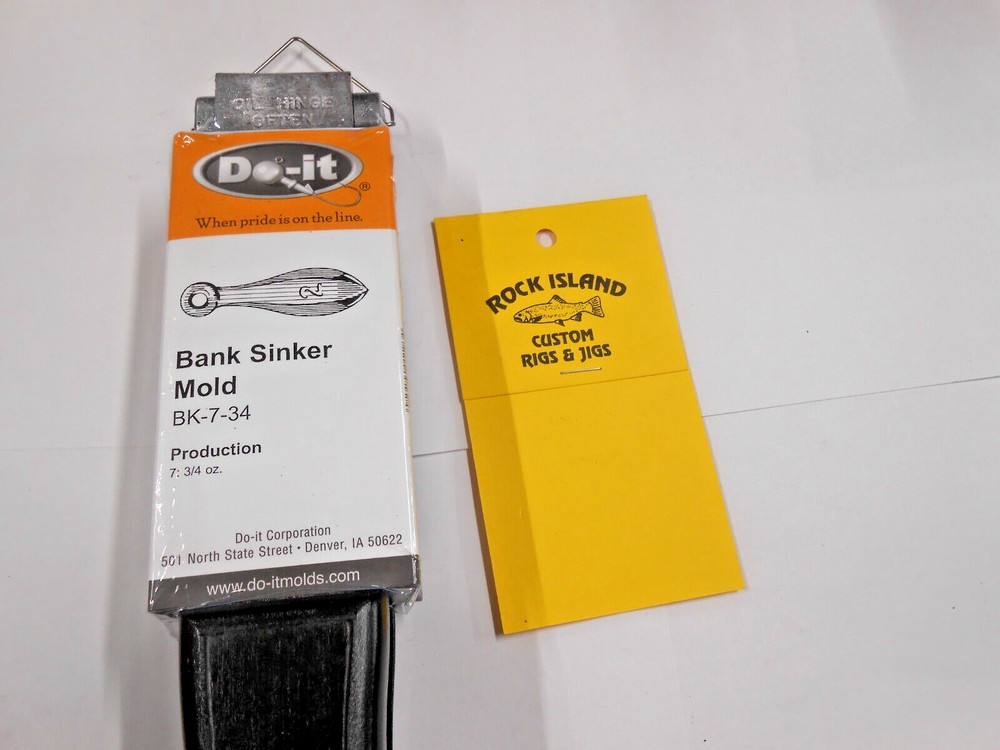 OIL HINGE
OFTEN
Do-it®
When pride is on the line.
2
Bank Sinker
Mold
BK-7-34
Production
7: 3/4 oz.
Do-it Corporation
501 North State Street • Denver, IA 50622
www.do-itmolds.com
ROCK ISLAND
CUSTOM
RIGS & JIGS